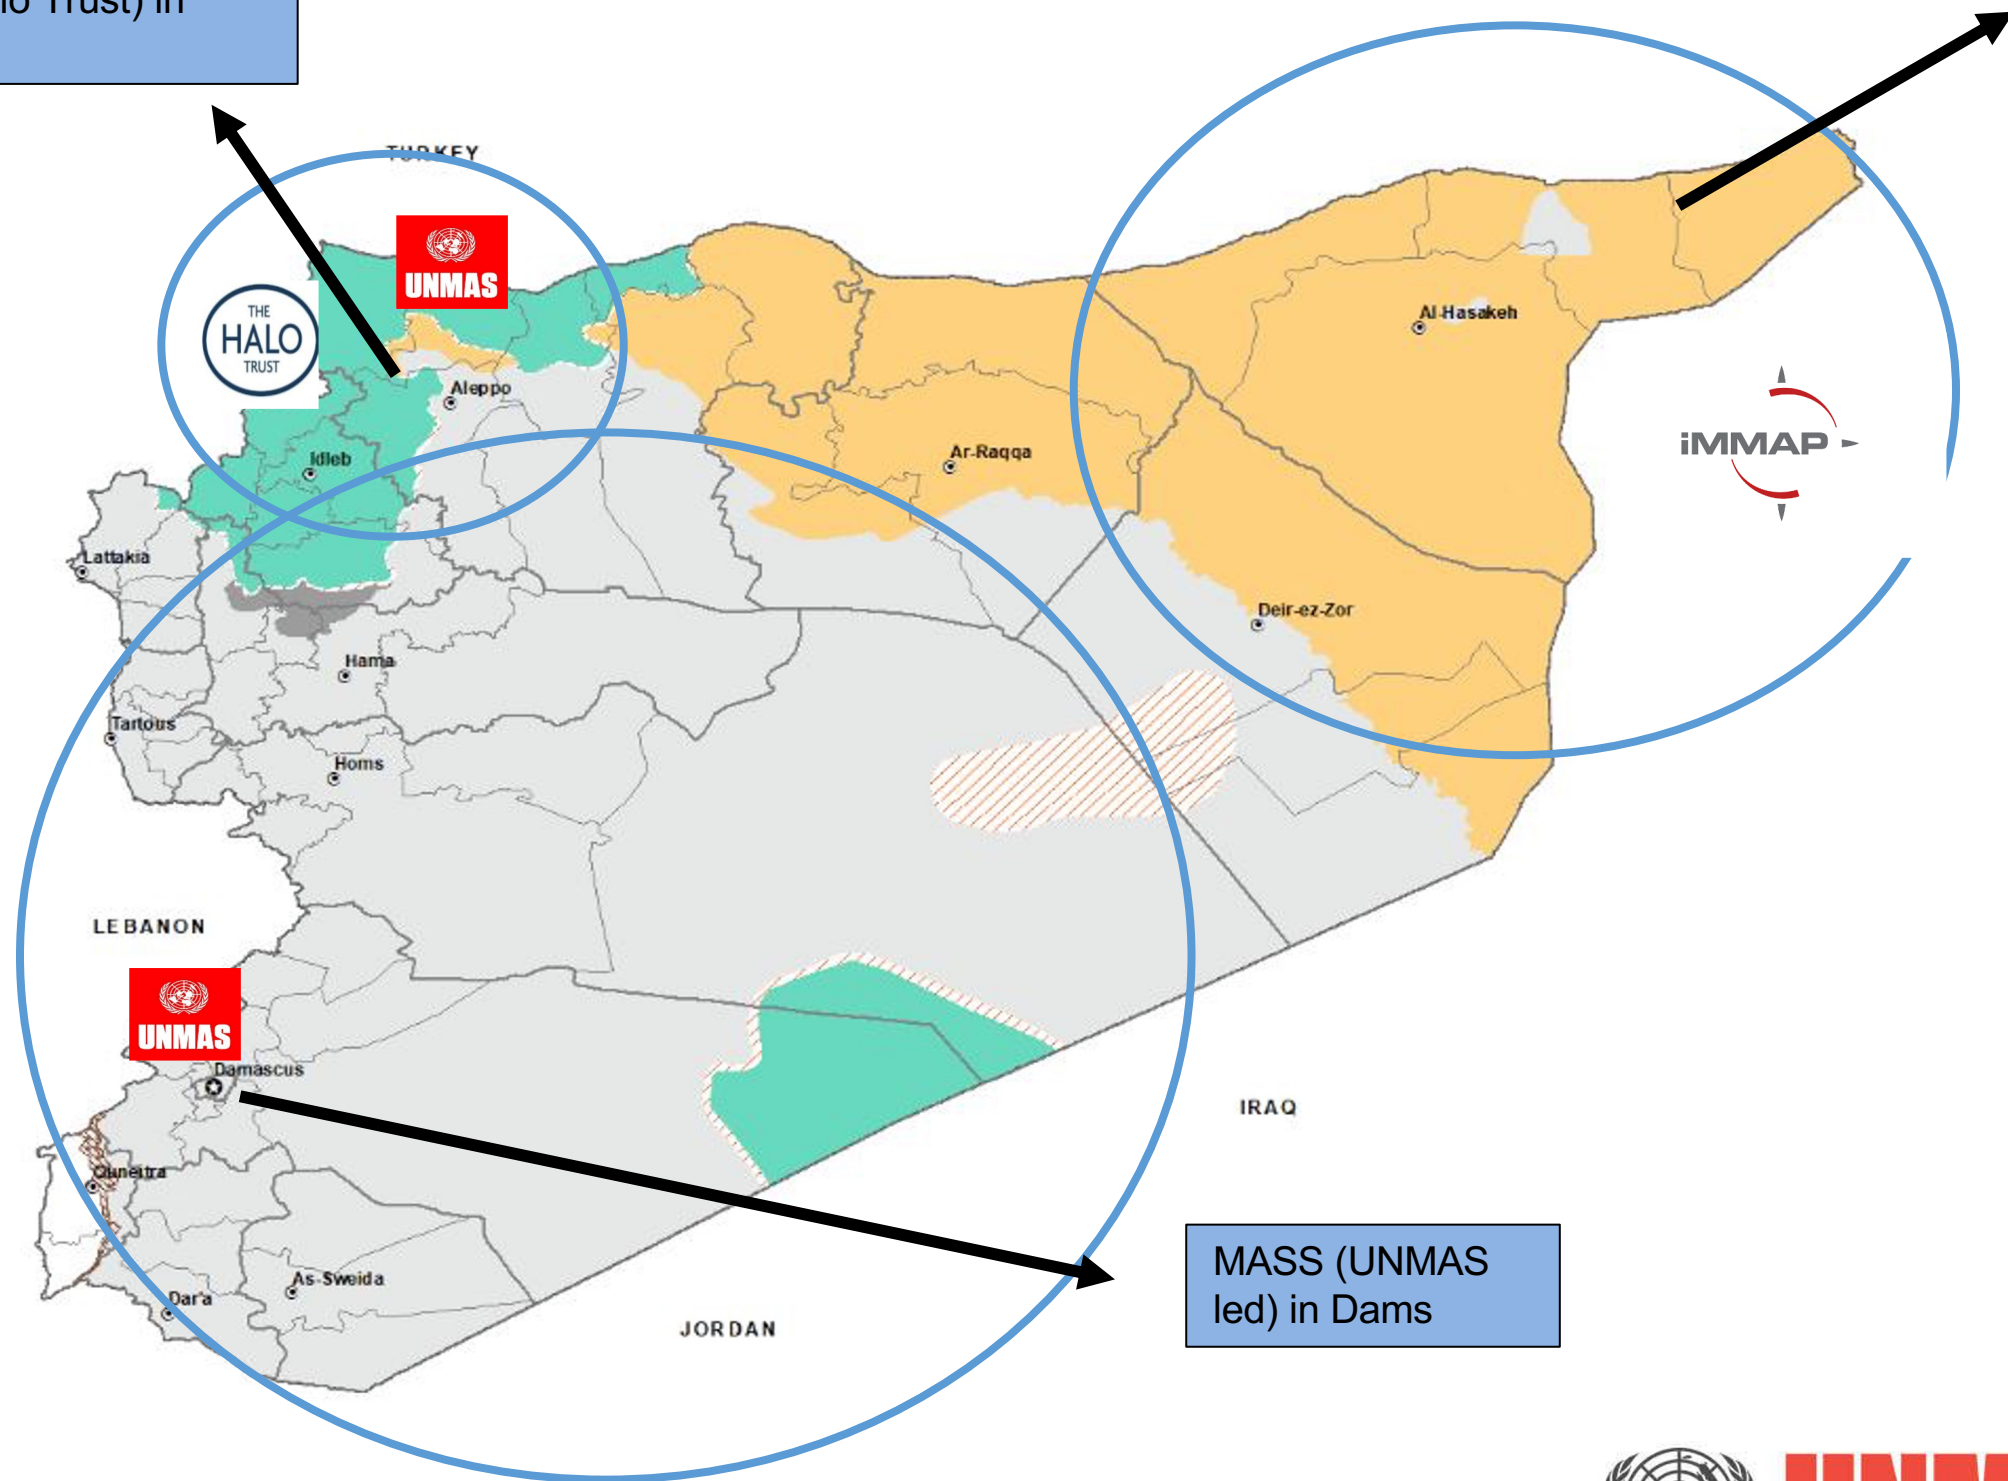 Trust) in
TURKEY
UNMAS
THE
HALO
TRUST
Al-Hasakeh
Aleppo
iMMAP
Ar-Raqqa
Idleb
Lattakia
Deir-ez-Zor
Hama
Tartous
Homs
LEBANON
UNMAS
Damascus
IRAQ
Quneitra
MASS (UNMAS
led) in Dams
As-Sweida
Dar'a
JORDAN